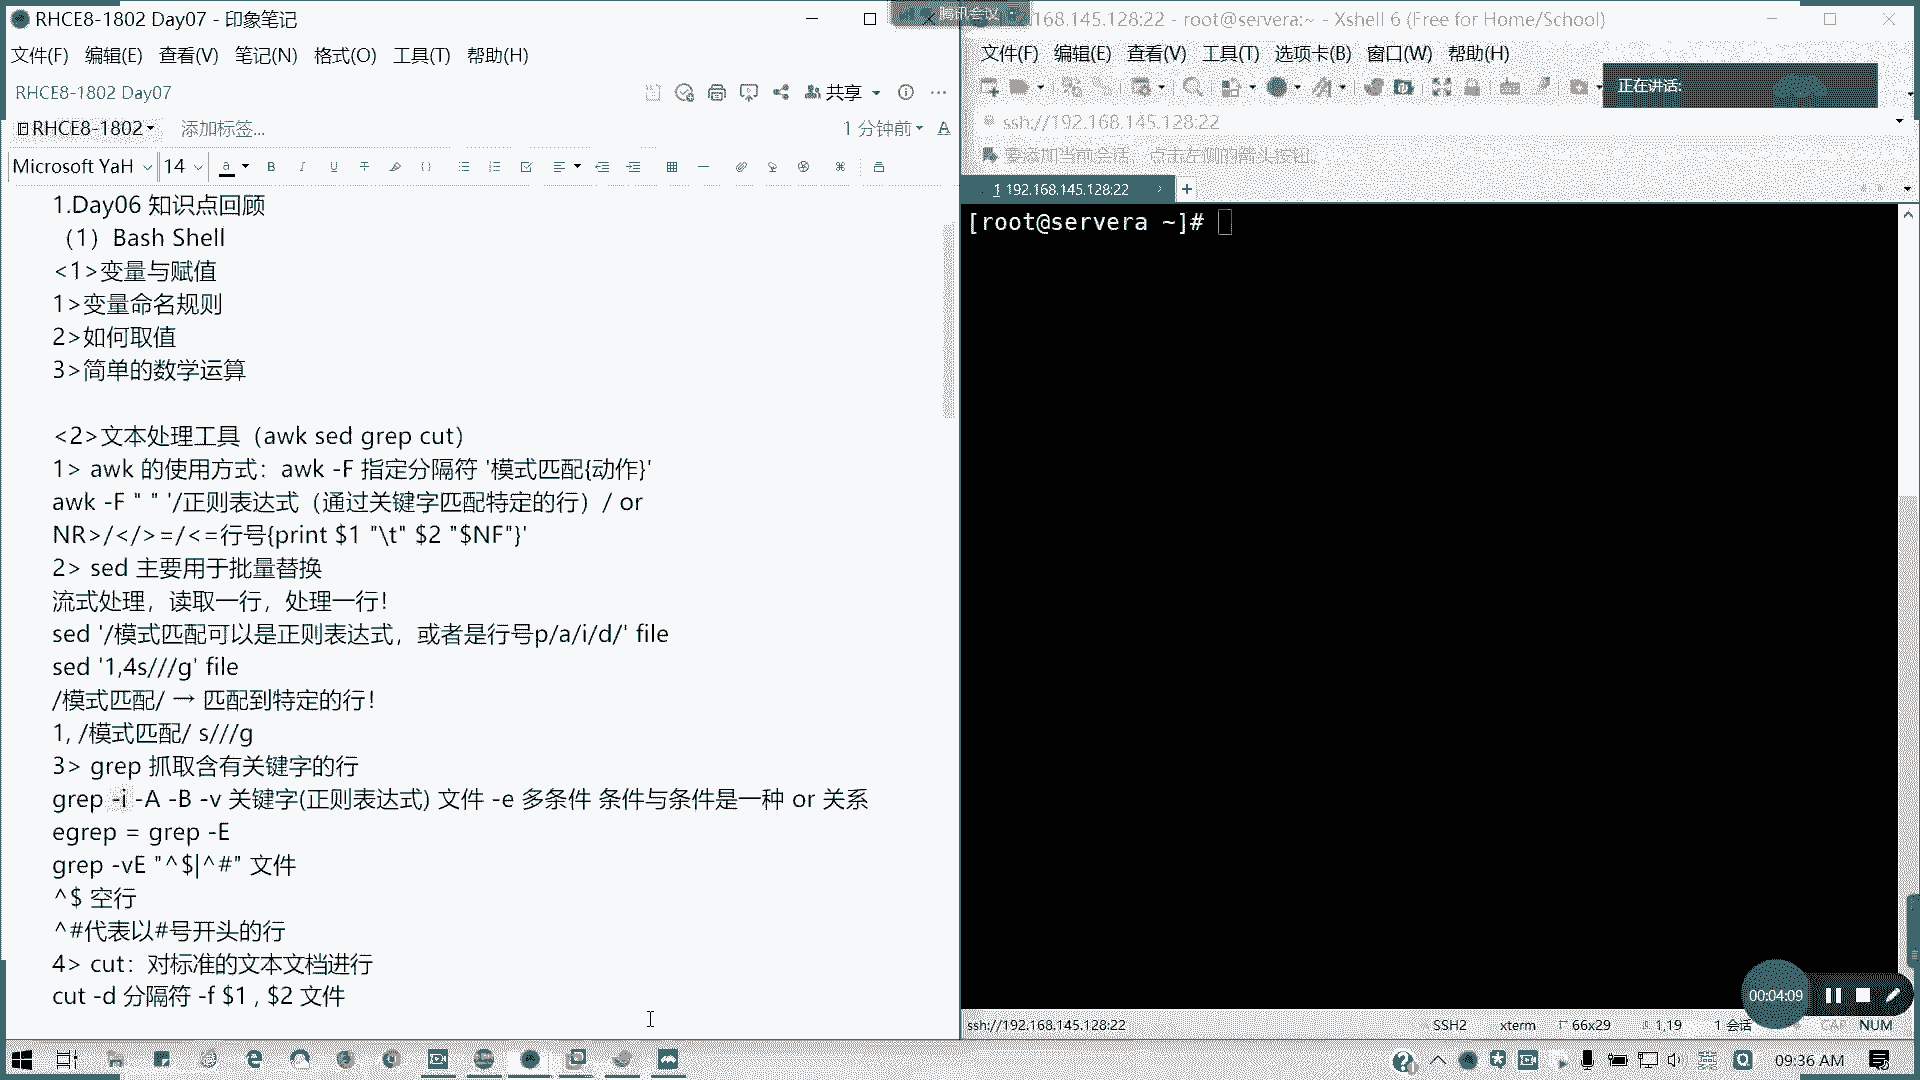 RHCE8-1802 Day07 - 印象笔记
文件(F) 编辑(E) 查看(V) 笔记(N) 格式(O) 工具(T) 帮助(H)
RHCE8-1802 Day07
共享
RHCE8-1802
添加标签...
1 分钟前
Microsoft YaH
14
1.Day06 知识点回顾
（1）Bash Shell
<1>变量与赋值
1>变量命名规则
2>如何取值
3>简单的数学运算
<2>文本处理工具（awk sed grep cut）
1> awk 的使用方式：awk -F 指定分隔符 '模式匹配{动作}'
awk -F " " '/正则表达式（通过关键字匹配特定的行）/ or
NR>/</>=/<=行号{print $1 "\t" $2 "$NF"}'
2> sed 主要用于批量替换
流式处理，读取一行，处理一行！
sed '/模式匹配可以是正则表达式，或者是行号p/a/i/d/' file
sed '1,4s///g' file
/模式匹配/ → 匹配到特定的行！
1, /模式匹配/ s///g
3> grep 抓取含有关键字的行
grep -i -A -B -v 关键字(正则表达式) 文件 -e 多条件 条件与条件是一种 or 关系
egrep = grep -E
grep -vE "^$|^#" 文件
^$ 空行
^#代表以#号开头的行
4> cut：对标准的文本文档进行
cut -d 分隔符 -f $1 , $2 文件
腾讯会议
168.145.128:22 - root@servera:~ - Xshell 6 (Free for Home/School)
文件(F) 编辑(E) 查看(V) 工具(T) 选项卡(B) 窗口(W) 帮助(H)
正在讲话:
ssh://192.168.145.128:22
要添加当前会话，点击左侧的箭头按钮。
1 192.168.145.128:22
[root@servera ~]#
00:04:09
ssh://192.168.145.128:22
SSH2
xterm
66x29
1,19
1 会话
CAP
NUM
英
09:36 AM